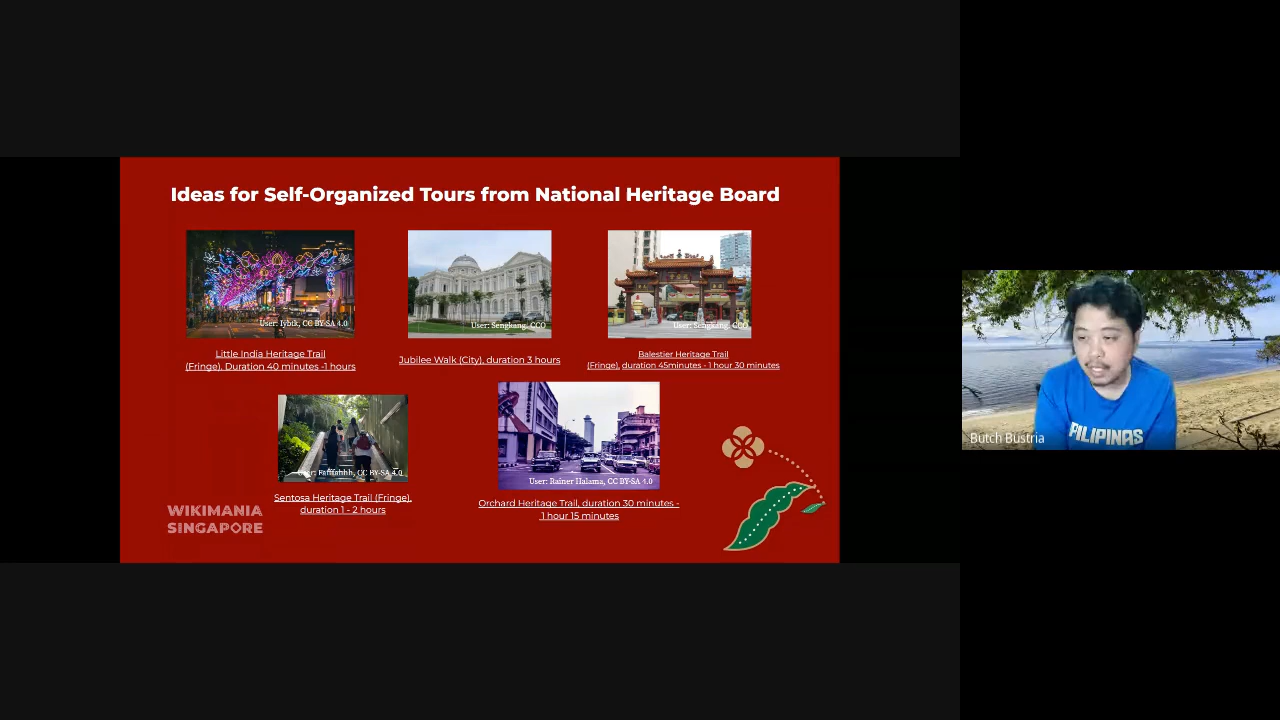 Ideas for Self-Organized Tours from National Heritage Board
User: Jybtk, CC BY-SA 4.0
User: Sengkang, CC0
User: Sengkang, CC0
Little India Heritage Trail
(Fringe). Duration 40 minutes -1 hours
Jubilee Walk (City), duration 3 hours
Balestier Heritage Trail
(Fringe), duration 45minutes - 1 hour 30 minutes
CC BY-SA 4.0
User: Rainer Halama, CC BY-SA 4.0
Sentosa Heritage Trail (Fringe),
duration 1 - 2 hours
Orchard Heritage Trail, duration 30 minutes -
1 hour 15 minutes
WIKIMANIA
SINGAPORE
PILIPINAS
Butch Bustria